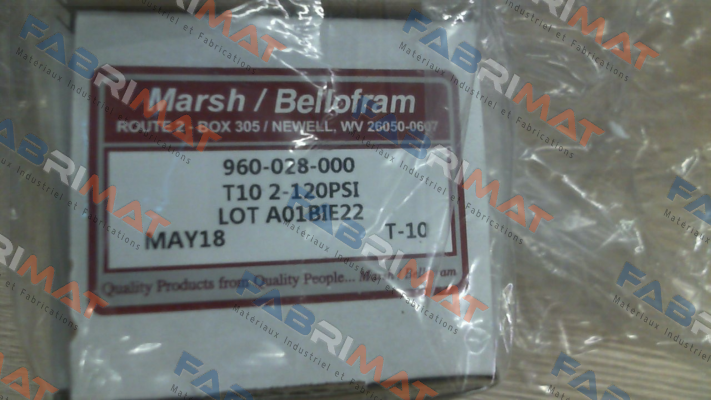 Marsh / Bellofram
ROUTE 2 - BOX 305 / NEWELL, WV 26050-0607
960-028-000
T10 2-120PSI
LOT A01BIE22
MAY18 T-10
Quality Products from Quality People... Marsh / Bellofram
FABRIMAT
Materiaux Industriel et Fabrications